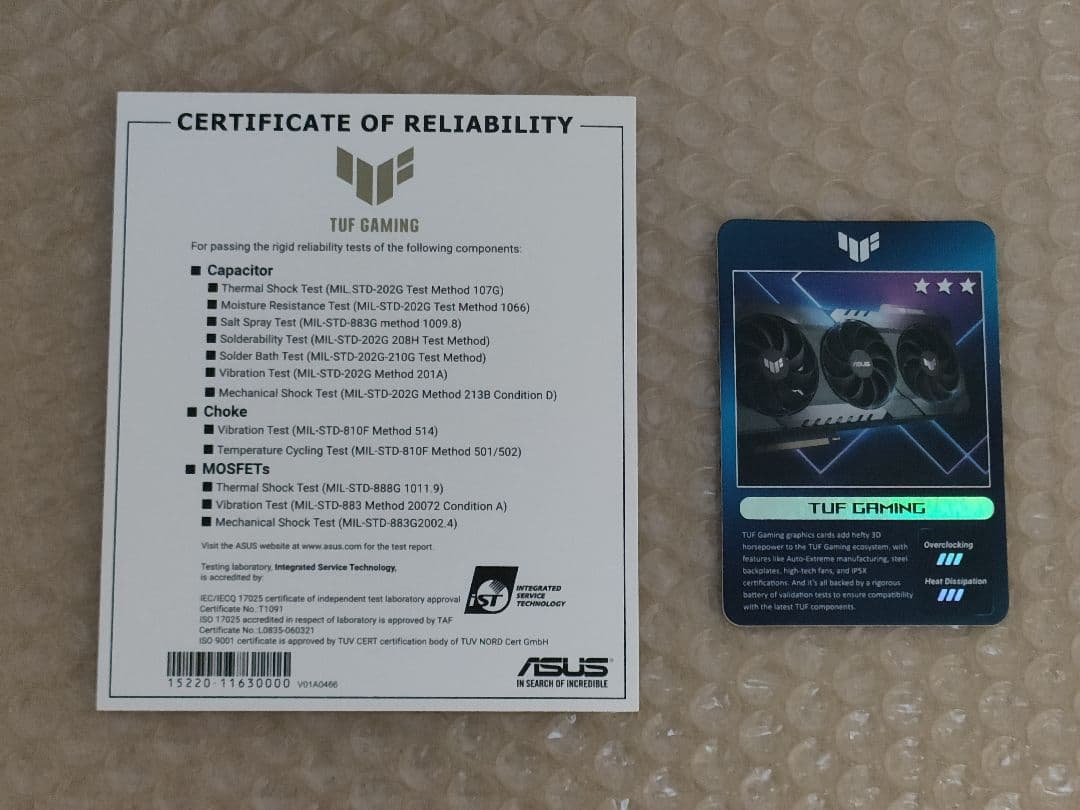 CERTIFICATE OF RELIABILITY
TUF GAMING
For passing the rigid reliability tests of the following components:
■ Capacitor
■ Thermal Shock Test (MIL.STD-202G Test Method 107G)
■ Moisture Resistance Test (MIL-STD-202G Test Method 1066)
■ Salt Spray Test (MIL-STD-883G method 1009.8)
■ Solderability Test (MIL-STD-202G 208H Test Method)
■ Solder Bath Test (MIL-STD-202G-210G Test Method)
■ Vibration Test (MIL-STD-202G Method 201A)
■ Mechanical Shock Test (MIL-STD-202G Method 213B Condition D)
■ Choke
■ Vibration Test (MIL-STD-810F Method 514)
■ Temperature Cycling Test (MIL-STD-810F Method 501/502)
■ MOSFETs
■ Thermal Shock Test (MIL-STD-888G 1011.9)
■ Vibration Test (MIL-STD-883 Method 20072 Condition A)
■ Mechanical Shock Test (MIL-STD-883G2002.4)
Visit the ASUS website at www.asus.com for the test report.
Testing laboratory, Integrated Service Technology,
is accredited by:
IEC/IECQ 17025 certificate of independent test laboratory approval
Certificate No.:T1091
ISO 17025 accredited in respect of laboratory is approved by TAF
Certificate No.:L0835-060321
ISO 9001 certificate is approved by TUV CERT certification body of TUV NORD Cert GmbH
iST
INTEGRATED
SERVICE
TECHNOLOGY
15220-11630000 V01A0466
ASUS
IN SEARCH OF INCREDIBLE
ASUS
TUF GAMING
TUF Gaming graphics cards add hefty 3D
horsepower to the TUF Gaming ecosystem, with
features like Auto-Extreme manufacturing, steel
backplates, high-tech fans, and IP5X
certifications. And it's all backed by a rigorous
battery of validation tests to ensure compatibility
with the latest TUF components.
Overclocking
Heat Dissipation